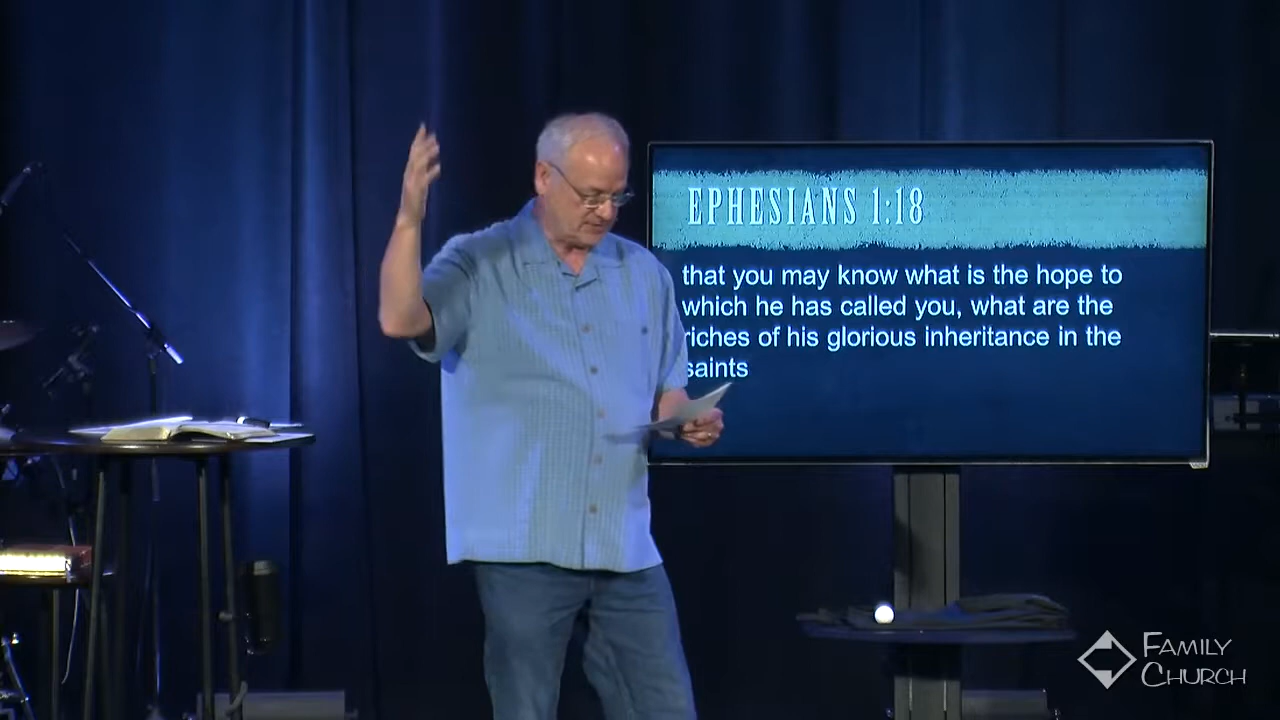 EPHESIANS 1:18
that you may know what is the hope to
which he has called you, what are the
riches of his glorious inheritance in the
saints
FAMILY
CHURCH